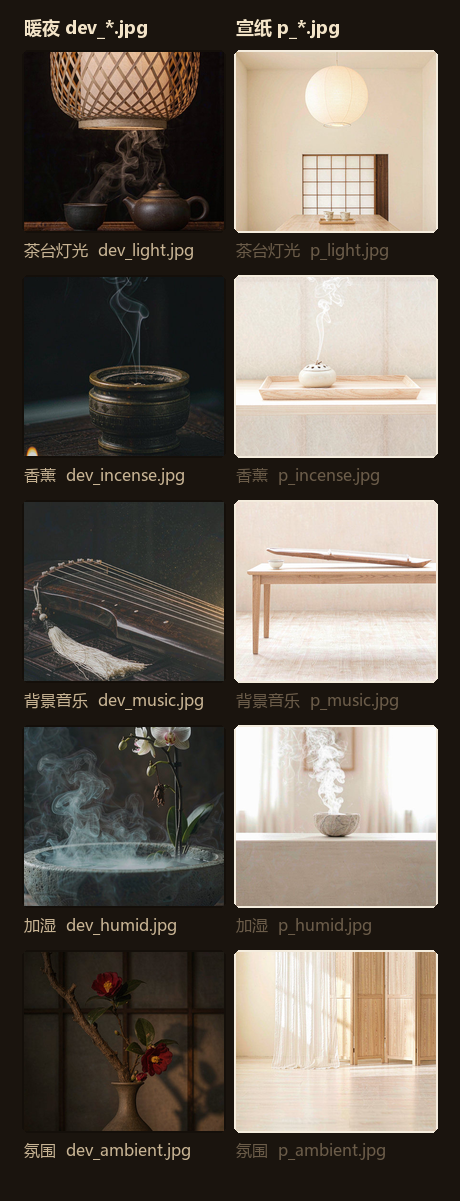 暖夜 dev_*.jpg
宣纸 p_*.jpg
茶台灯光 dev_light.jpg
茶台灯光 p_light.jpg
香薰 dev_incense.jpg
香薰 p_incense.jpg
背景音乐 dev_music.jpg
背景音乐 p_music.jpg
加湿 dev_humid.jpg
加湿 p_humid.jpg
氛围 dev_ambient.jpg
氛围 p_ambient.jpg